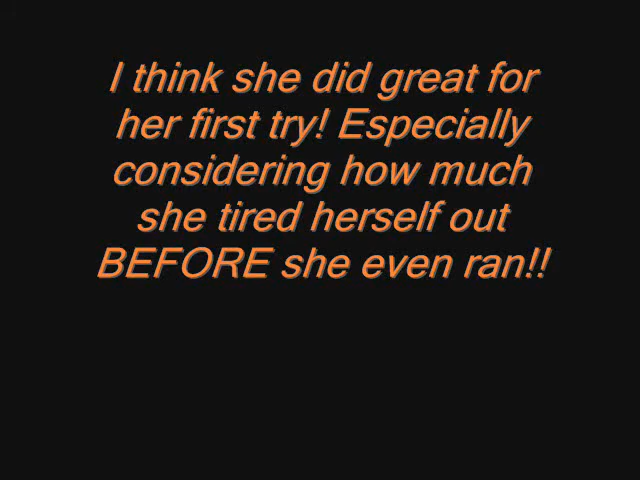 I think she did great for
her first try! Especially
considering how much
she tired herself out
BEFORE she even ran!!